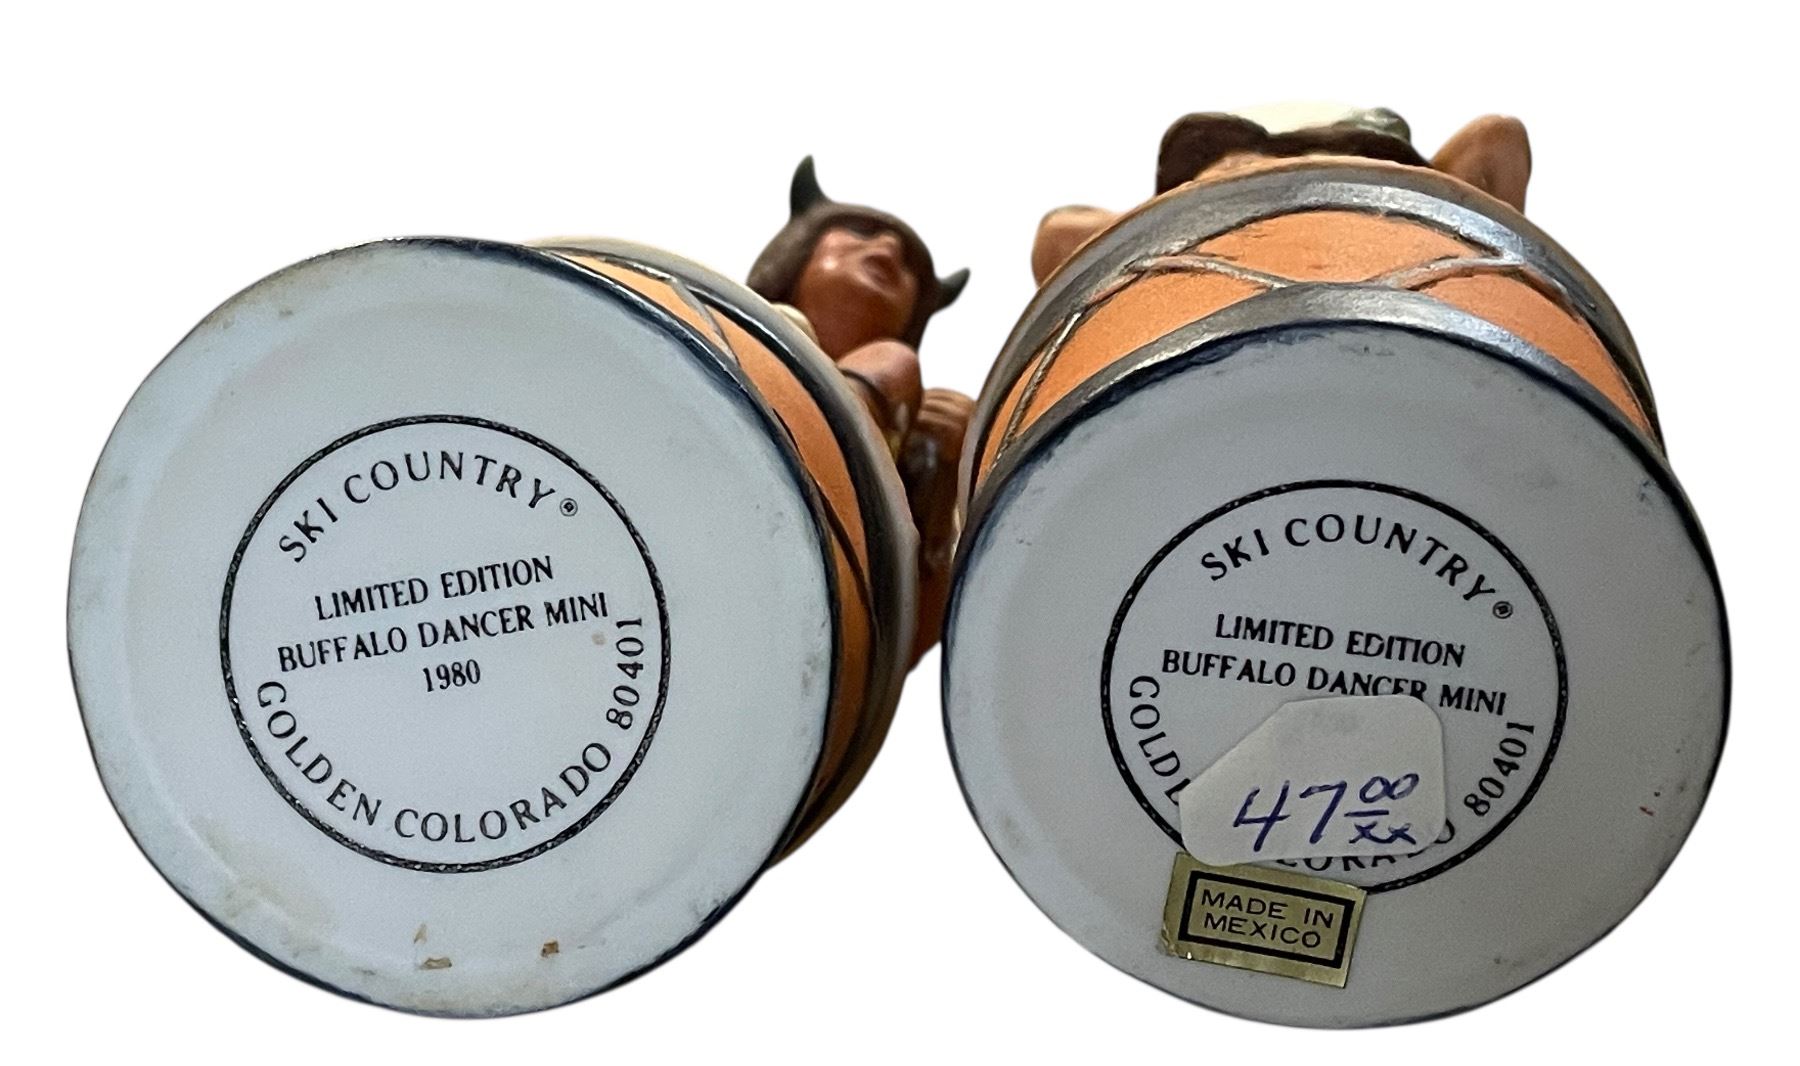 SKI COUNTRY®
LIMITED EDITION
BUFFALO DANCER MINI
1980
GOLDEN COLORADO 80401
SKI COUNTRY®
LIMITED EDITION
BUFFALO DANCER MINI
80401
47 00
xx
MADE IN
MEXICO